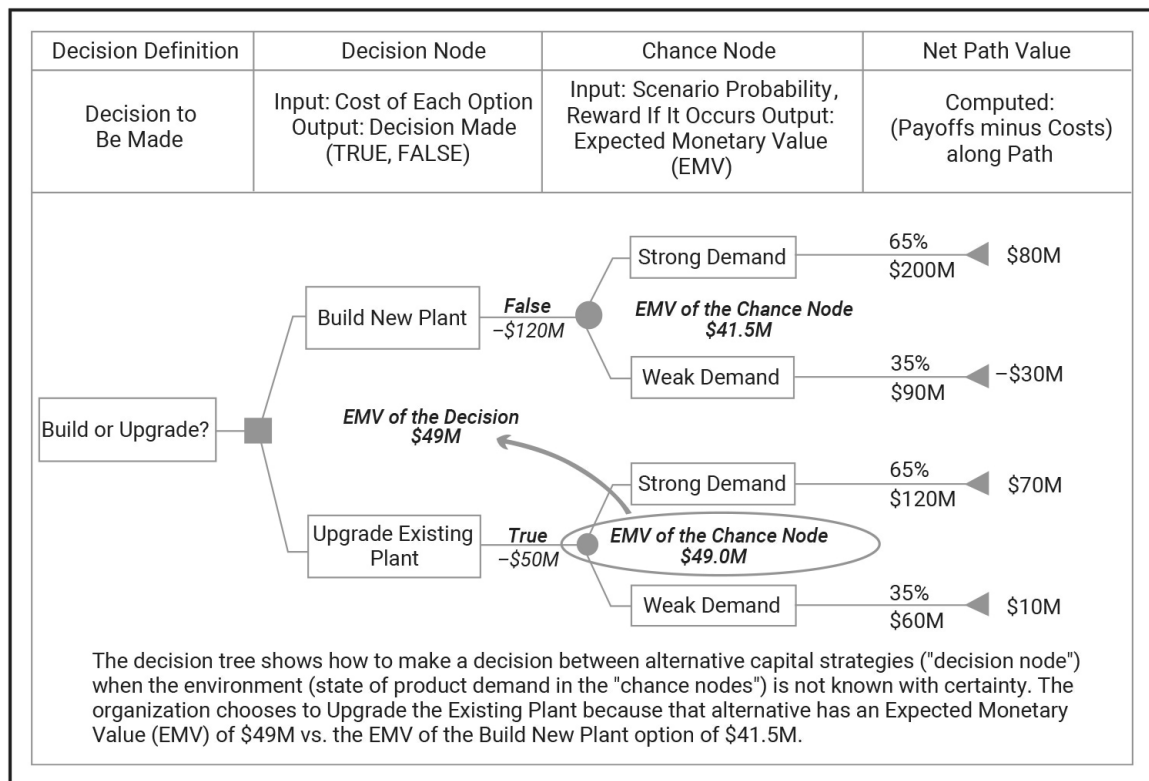 Decision Definition
Decision Node
Chance Node
Net Path Value
Decision to
Be Made
Input: Cost of Each Option
Output: Decision Made
(TRUE, FALSE)
Input: Scenario Probability,
Reward If It Occurs Output:
Expected Monetary Value
(EMV)
Computed:
(Payoffs minus Costs)
along Path
Build or Upgrade?
Build New Plant
False
–$120M
Strong Demand
65%
$200M
$80M
EMV of the Chance Node
$41.5M
Weak Demand
35%
$90M
–$30M
EMV of the Decision
$49M
Upgrade Existing
Plant
True
–$50M
Strong Demand
65%
$120M
$70M
EMV of the Chance Node
$49.0M
Weak Demand
35%
$60M
$10M
The decision tree shows how to make a decision between alternative capital strategies ("decision node")
when the environment (state of product demand in the "chance nodes") is not known with certainty. The
organization chooses to Upgrade the Existing Plant because that alternative has an Expected Monetary
Value (EMV) of $49M vs. the EMV of the Build New Plant option of $41.5M.